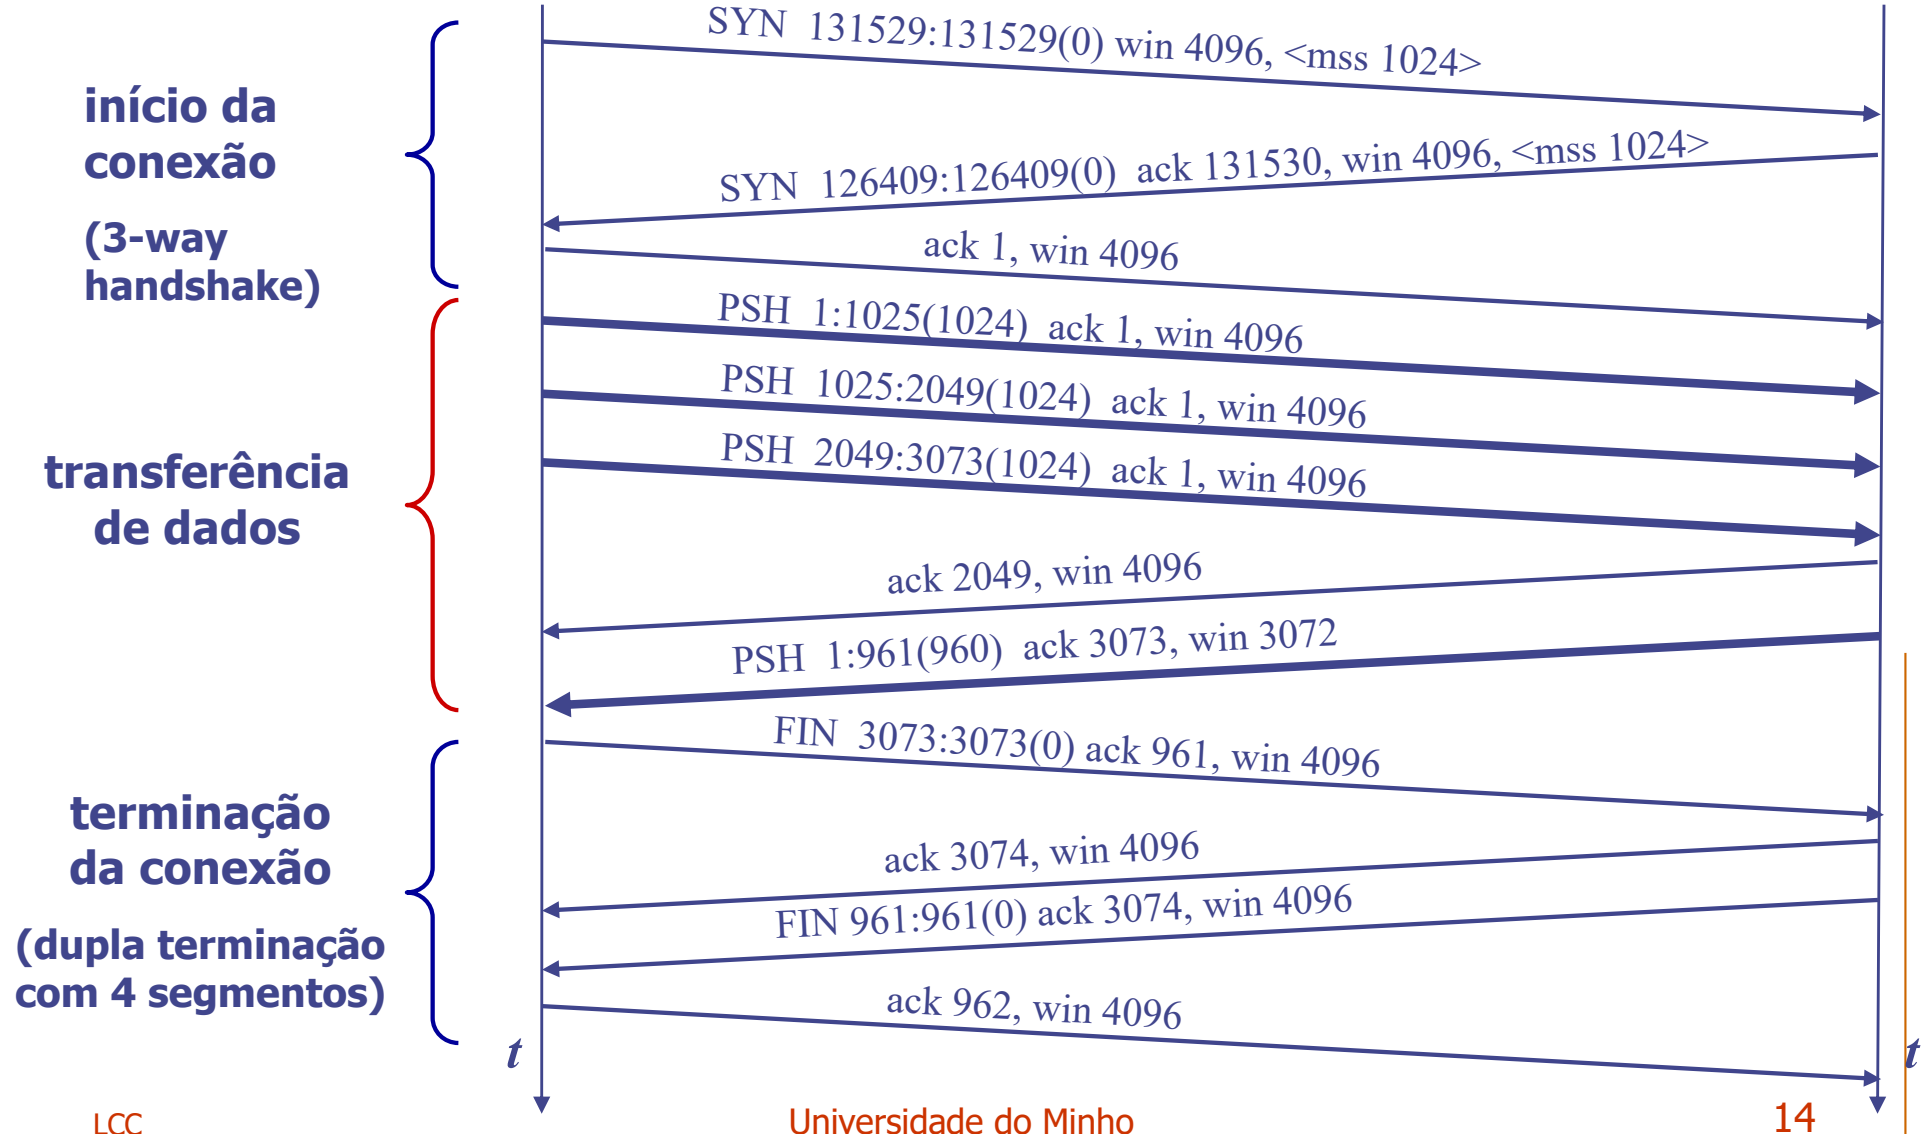 SYN 131529:131529(0) win 4096, <mss 1024>
início da
conexão
(3-way
handshake)
SYN 126409:126409(0) ack 131530, win 4096, <mss 1024>
ack 1, win 4096
PSH 1:1025(1024) ack 1, win 4096
PSH 1025:2049(1024) ack 1, win 4096
PSH 2049:3073(1024) ack 1, win 4096
transferência
de dados
ack 2049, win 4096
PSH 1:961(960) ack 3073, win 3072
FIN 3073:3073(0) ack 961, win 4096
terminação
da conexão
(dupla terminação
com 4 segmentos)
ack 3074, win 4096
FIN 961:961(0) ack 3074, win 4096
ack 962, win 4096
t
t
LCC
Universidade do Minho
14